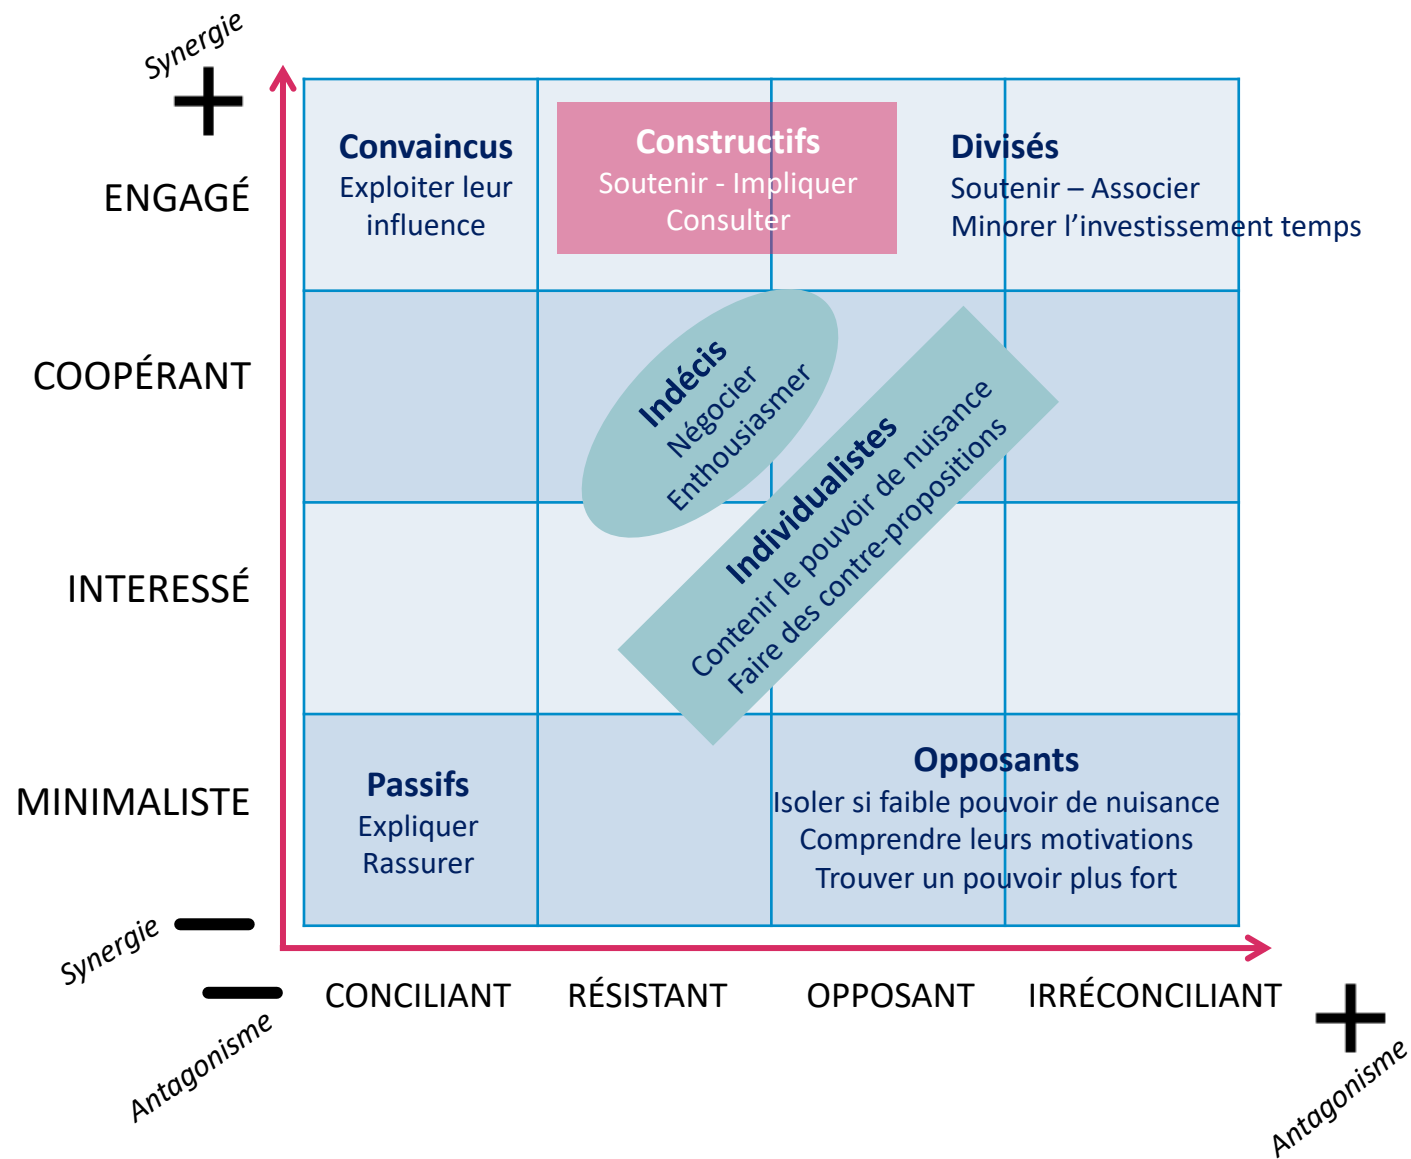 Synergie
+
ENGAGÉ
Convaincus
Exploiter leur
influence
Constructifs
Soutenir - Impliquer
Consulter
Divisés
Soutenir – Associer
Minorer l’investissement temps
COOPÉRANT
Indécis
Négocier
Enthousiasmer
Individualistes
Contenir le pouvoir de nuisance
Faire des contre-propositions
INTERESSÉ
MINIMALISTE
Passifs
Expliquer
Rassurer
Opposants
Isoler si faible pouvoir de nuisance
Comprendre leurs motivations
Trouver un pouvoir plus fort
Synergie
–
–
Antagonisme
CONCILIANT
RÉSISTANT
OPPOSANT
IRRÉCONCILIANT
+
Antagonisme